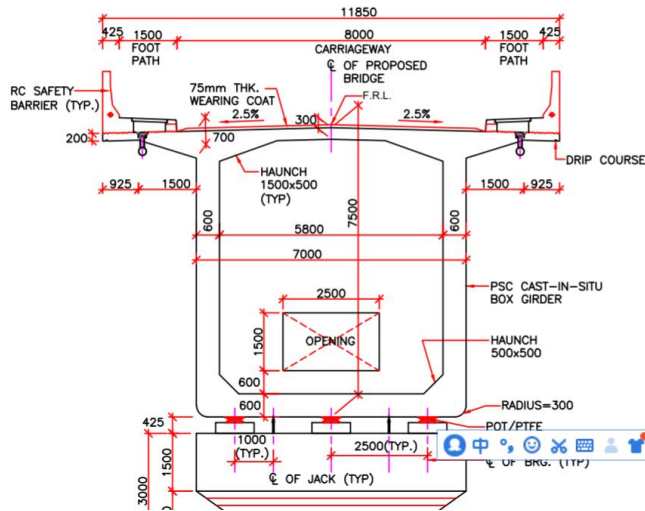 11850
425
1500
8000
1500
425
FOOT
PATH
CARRIAGEWAY
FOOT
PATH
℄ OF PROPOSED
BRIDGE
RC SAFETY
BARRIER (TYP.)
75mm THK.
WEARING COAT
F.R.L.
2.5%
300
2.5%
200
700
DRIP COURSE
HAUNCH
1500x500
(TYP)
925
1500
1500
925
600
7500
600
5800
7000
PSC CAST-IN-SITU
BOX GIRDER
2500
1500
OPENING
HAUNCH
500x500
600
600
RADIUS=300
425
POT/PTFE
1000
(TYP.)
2500(TYP.)
中
℄ OF BRG. (TYP)
1500
℄ OF JACK (TYP)
3000